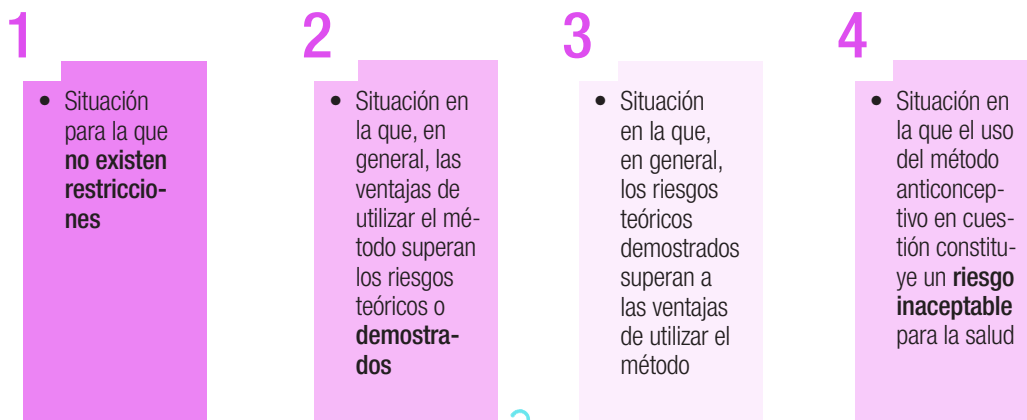 1
• Situación
para la que
no existen
restriccio-
nes
2
• Situación en
la que, en
general, las
ventajas de
utilizar el mé-
todo superan
los riesgos
teóricos o
demostra-
dos
3
• Situación
en la que,
en general,
los riesgos
teóricos
demostrados
superan a
las ventajas
de utilizar el
método
4
• Situación en
la que el uso
del método
anticoncep-
tivo en cues-
tión constitu-
ye un riesgo
inaceptable
para la salud